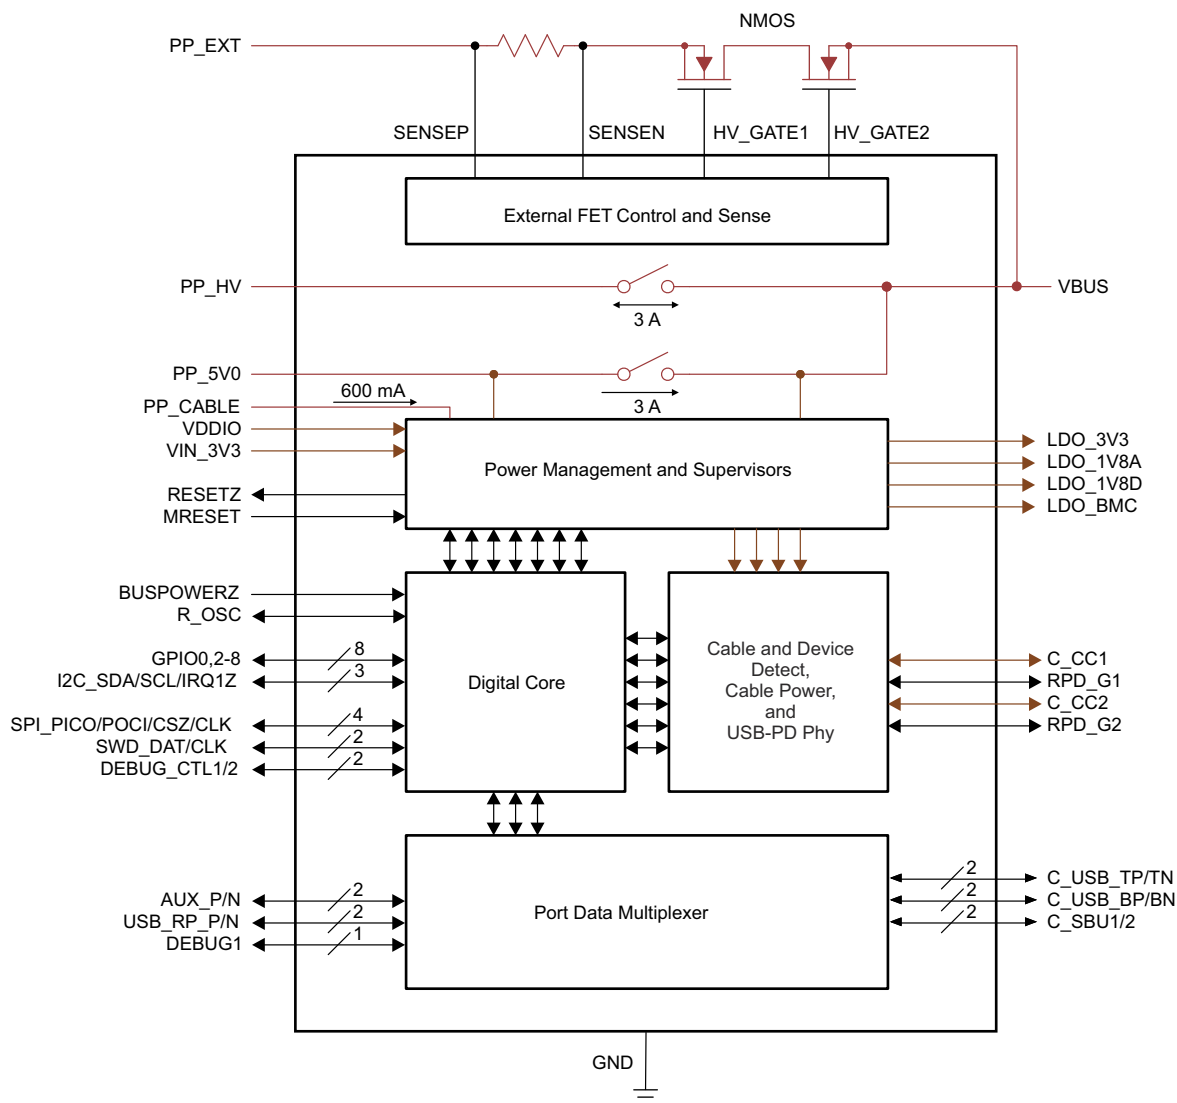 NMOS
PP_EXT
SENSEP
SENSEN
HV_GATE1
HV_GATE2
External FET Control and Sense
PP_HV
3 A
VBUS
PP_5V0
600 mA
3 A
PP_CABLE
VDDIO
VIN_3V3
RESETZ
MRESET
Power Management and Supervisors
LDO_3V3
LDO_1V8A
LDO_1V8D
LDO_BMC
BUSPOWERZ
R_OSC
GPIO0,2-8
8
I2C_SDA/SCL/IRQ1Z
3
SPI_PICO/POCI/CSZ/CLK
4
SWD_DAT/CLK
2
DEBUG_CTL1/2
2
Digital Core
Cable and Device
Detect,
Cable Power,
and
USB-PD Phy
C_CC1
RPD_G1
C_CC2
RPD_G2
AUX_P/N
2
USB_RP_P/N
2
DEBUG1
1
Port Data Multiplexer
2
C_USB_TP/TN
2
C_USB_BP/BN
2
C_SBU1/2
GND